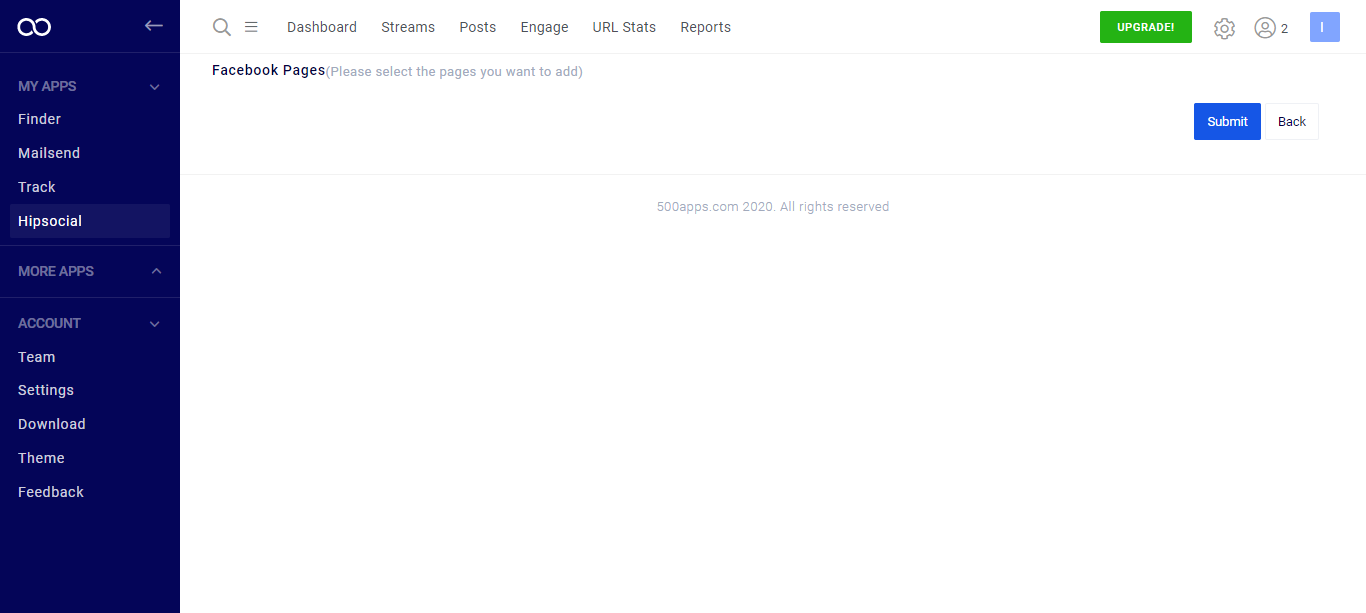 Dashboard Streams Posts Engage URL Stats Reports UPGRADE! 2 I
MY APPS
Finder
Mailsend
Track
Hipsocial
MORE APPS
ACCOUNT
Team
Settings
Download
Theme
Feedback
Facebook Pages(Please select the pages you want to add)
Submit Back
500apps.com 2020. All rights reserved